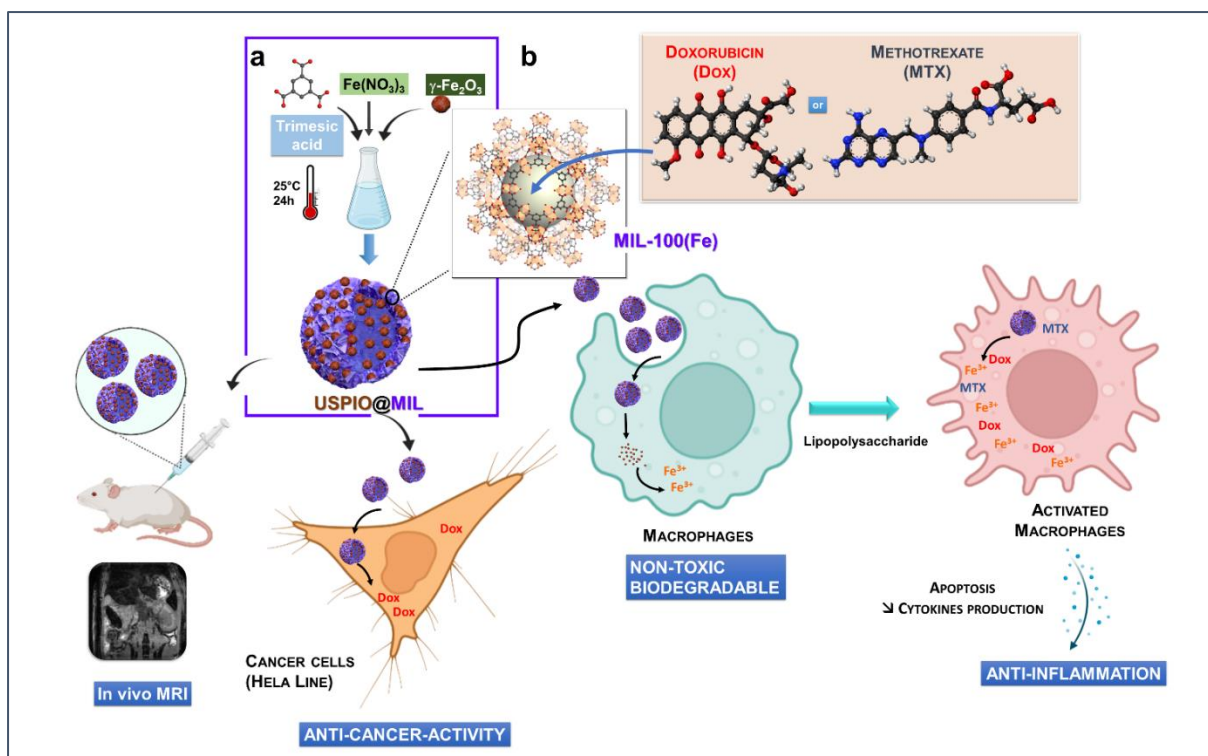 a
Fe(NO₃)₃
γ-Fe₂O₃
Trimesic
acid
25°C
24h
USPIO@MIL
b
DOXORUBICIN
(DOX)
or
METHOTREXATE
(MTX)
MIL-100(Fe)
In vivo MRI
Dox
Dox
Dox
CANCER CELLS
(HELA LINE)
ANTI-CANCER-ACTIVITY
Fe³⁺
Fe³⁺
MACROPHAGES
NON-TOXIC
BIODEGRADABLE
Lipopolysaccharide
MTX
Dox
Fe³⁺
MTX
Fe³⁺
Dox
Fe³⁺
Dox
Fe³⁺
ACTIVATED
MACROPHAGES
APOPTOSIS
↘ CYTOKINES PRODUCTION
ANTI-INFLAMMATION